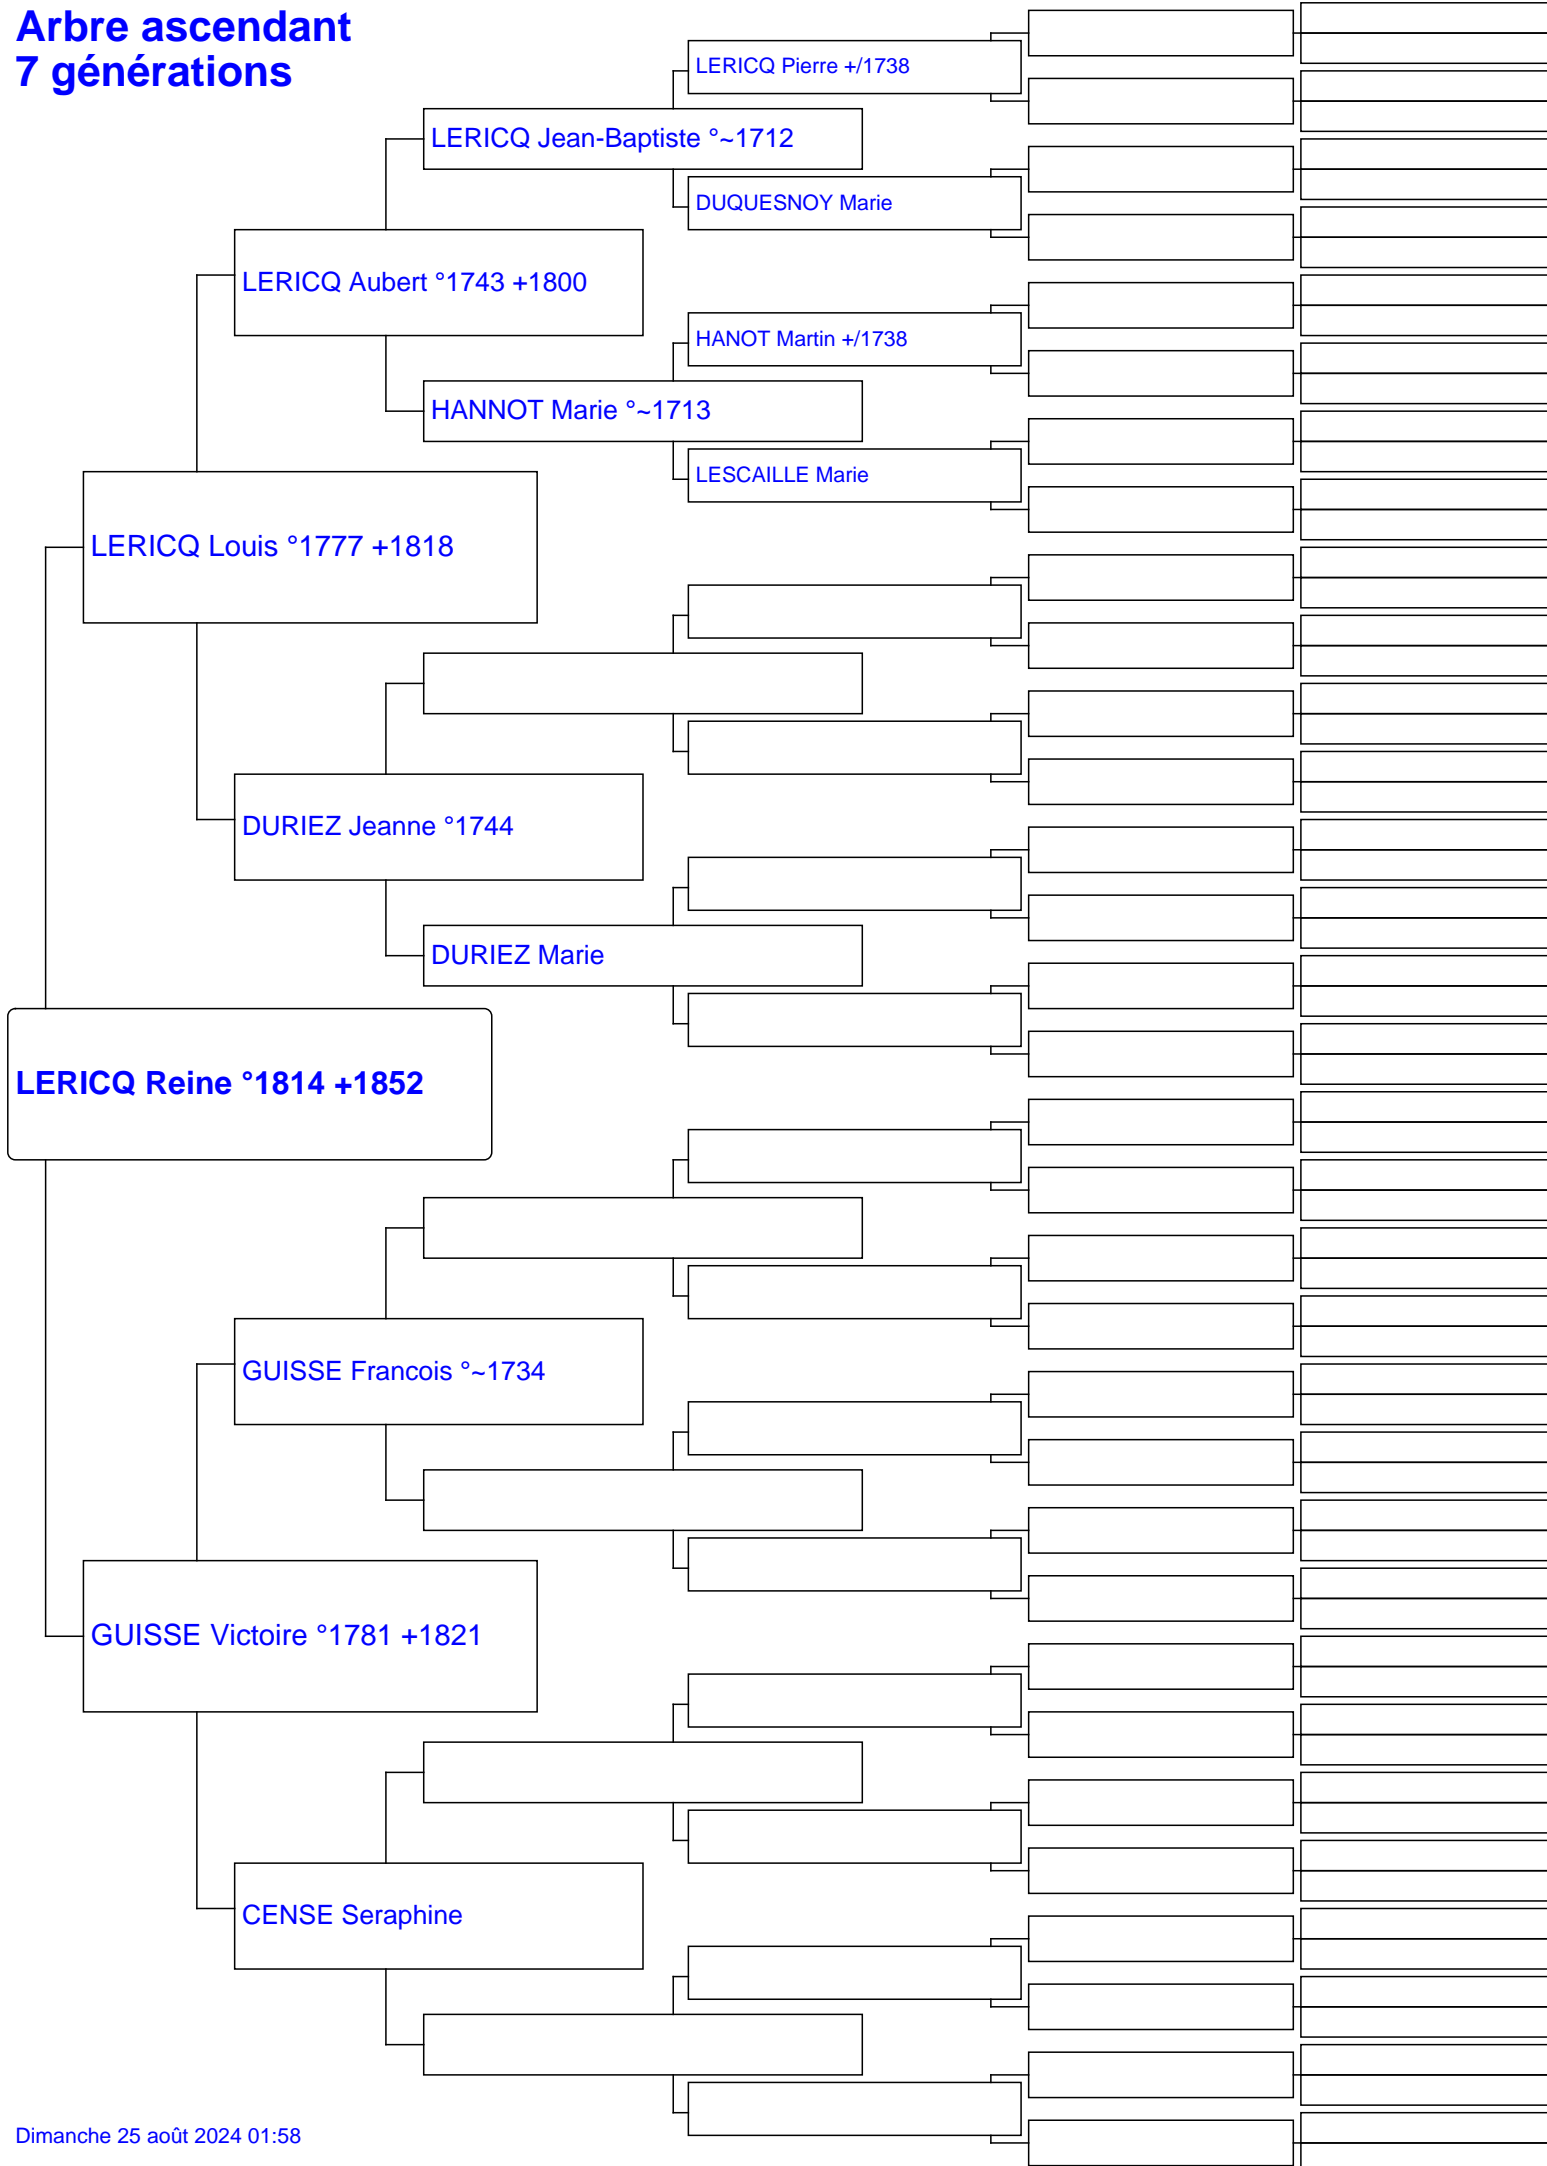 Arbre ascendant
7 générations
LERICQ Pierre +/1738
LERICQ Jean-Baptiste °~1712
DUQUESNOY Marie
LERICQ Aubert °1743 +1800
HANOT Martin +/1738
HANNOT Marie °~1713
LESCAILLE Marie
LERICQ Louis °1777 +1818
DURIEZ Jeanne °1744
DURIEZ Marie
LERICQ Reine °1814 +1852
GUISSE Francois °~1734
GUISSE Victoire °1781 +1821
CENSE Seraphine
Dimanche 25 août 2024 01:58